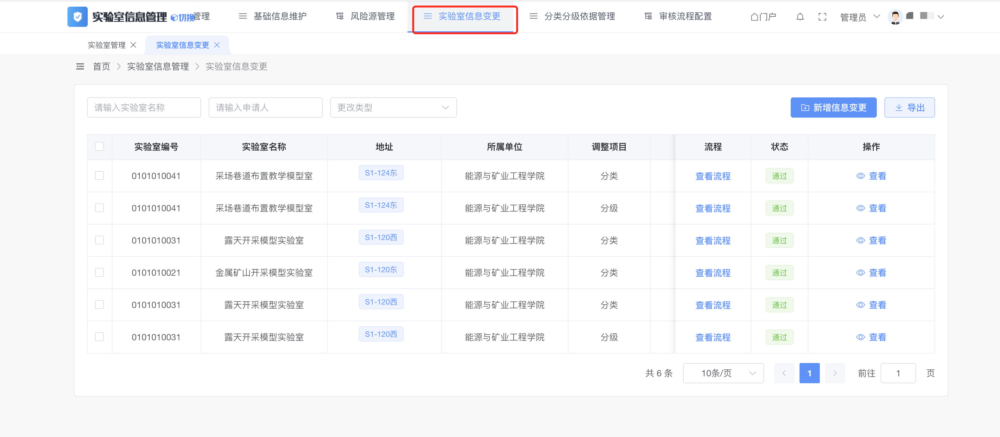 实验室信息管理 切换 管理 基础信息维护 风险源管理 实验室信息变更 分类分级依据管理 审核流程配置 门户 管理员
实验室管理 实验室信息变更
首页 > 实验室信息管理 > 实验室信息变更
请输入实验室名称 请输入申请人 更改类型 新增信息变更 导出
实验室编号 实验室名称 地址 所属单位 调整项目 流程 状态 操作
0101010041 采场巷道布置教学模型室 S1-124东 能源与矿业工程学院 分类 查看流程 通过 查看
0101010041 采场巷道布置教学模型室 S1-124东 能源与矿业工程学院 分级 查看流程 通过 查看
0101010031 露天开采模型实验室 S1-120西 能源与矿业工程学院 分类 查看流程 通过 查看
0101010021 金属矿山开采模型实验室 S1-120东 能源与矿业工程学院 分类 查看流程 通过 查看
0101010031 露天开采模型实验室 S1-120西 能源与矿业工程学院 分类 查看流程 通过 查看
0101010031 露天开采模型实验室 S1-120西 能源与矿业工程学院 分级 查看流程 通过 查看
共 6 条 10条/页 < 1 > 前往 1 页